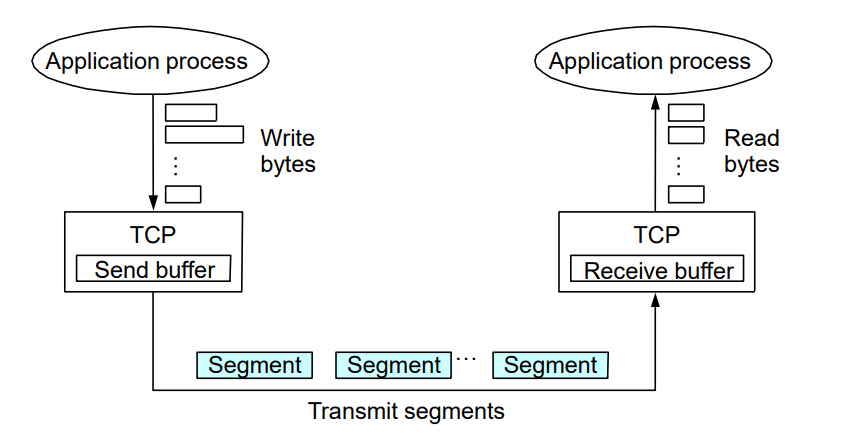 Application process
Application process
Write
bytes
⋮
Read
bytes
⋮
TCP
Send buffer
TCP
Receive buffer
Segment
Segment
...
Segment
Transmit segments